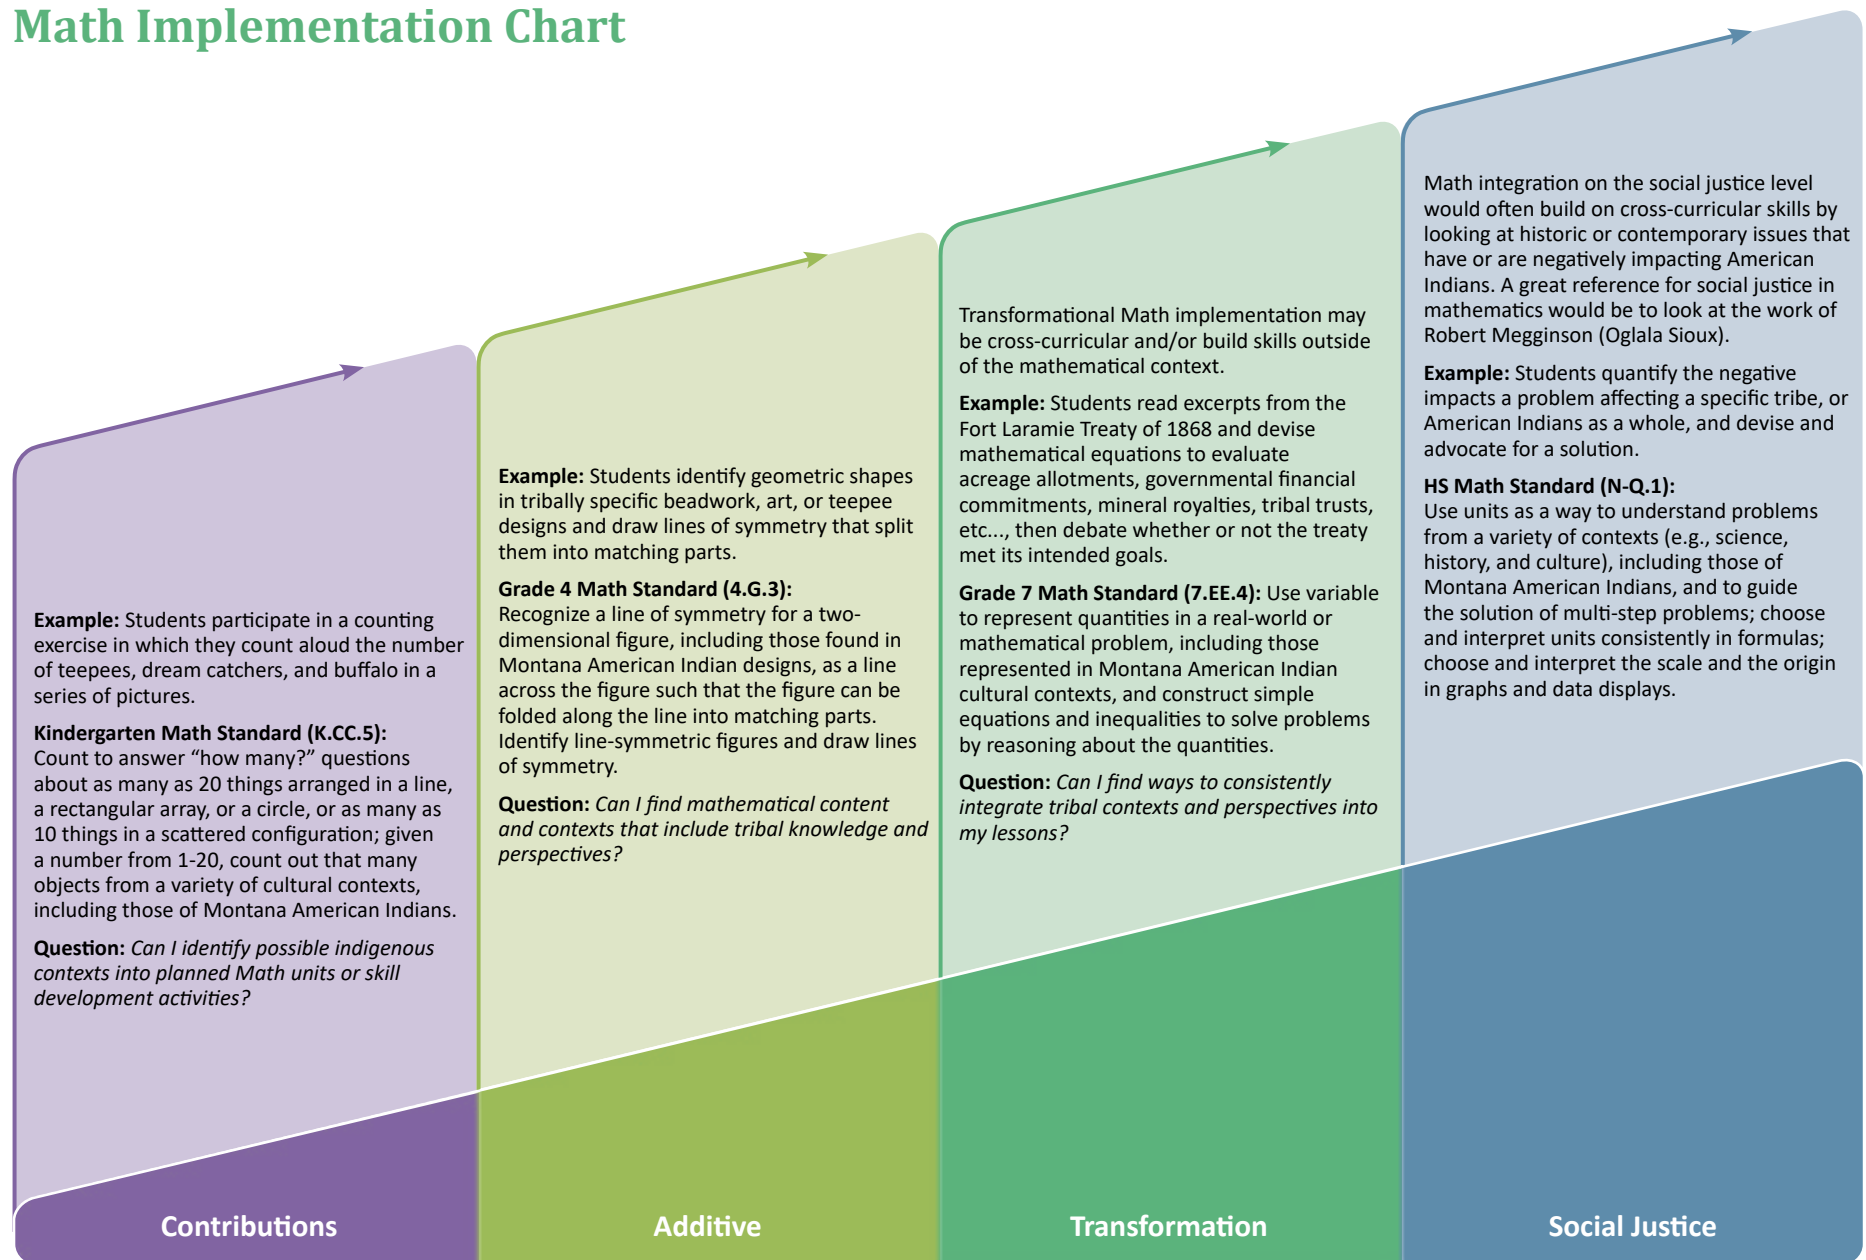 Math Implementation Chart
Example: Students participate in a counting
exercise in which they count aloud the number
of teepees, dream catchers, and buffalo in a
series of pictures.
Kindergarten Math Standard (K.CC.5):
Count to answer “how many?” questions
about as many as 20 things arranged in a line,
a rectangular array, or a circle, or as many as
10 things in a scattered configuration; given
a number from 1-20, count out that many
objects from a variety of cultural contexts,
including those of Montana American Indians.
Question: Can I identify possible indigenous
contexts into planned Math units or skill
development activities?
Contributions
Example: Students identify geometric shapes
in tribally specific beadwork, art, or teepee
designs and draw lines of symmetry that split
them into matching parts.
Grade 4 Math Standard (4.G.3):
Recognize a line of symmetry for a two-
dimensional figure, including those found in
Montana American Indian designs, as a line
across the figure such that the figure can be
folded along the line into matching parts.
Identify line-symmetric figures and draw lines
of symmetry.
Question: Can I find mathematical content
and contexts that include tribal knowledge and
perspectives?
Additive
Transformational Math implementation may
be cross-curricular and/or build skills outside
of the mathematical context.
Example: Students read excerpts from the
Fort Laramie Treaty of 1868 and devise
mathematical equations to evaluate
acreage allotments, governmental financial
commitments, mineral royalties, tribal trusts,
etc..., then debate whether or not the treaty
met its intended goals.
Grade 7 Math Standard (7.EE.4): Use variable
to represent quantities in a real-world or
mathematical problem, including those
represented in Montana American Indian
cultural contexts, and construct simple
equations and inequalities to solve problems
by reasoning about the quantities.
Question: Can I find ways to consistently
integrate tribal contexts and perspectives into
my lessons?
Transformation
Math integration on the social justice level
would often build on cross-curricular skills by
looking at historic or contemporary issues that
have or are negatively impacting American
Indians. A great reference for social justice in
mathematics would be to look at the work of
Robert Megginson (Oglala Sioux).
Example: Students quantify the negative
impacts a problem affecting a specific tribe, or
American Indians as a whole, and devise and
advocate for a solution.
HS Math Standard (N-Q.1):
Use units as a way to understand problems
from a variety of contexts (e.g., science,
history, and culture), including those of
Montana American Indians, and to guide
the solution of multi-step problems; choose
and interpret units consistently in formulas;
choose and interpret the scale and the origin
in graphs and data displays.
Social Justice